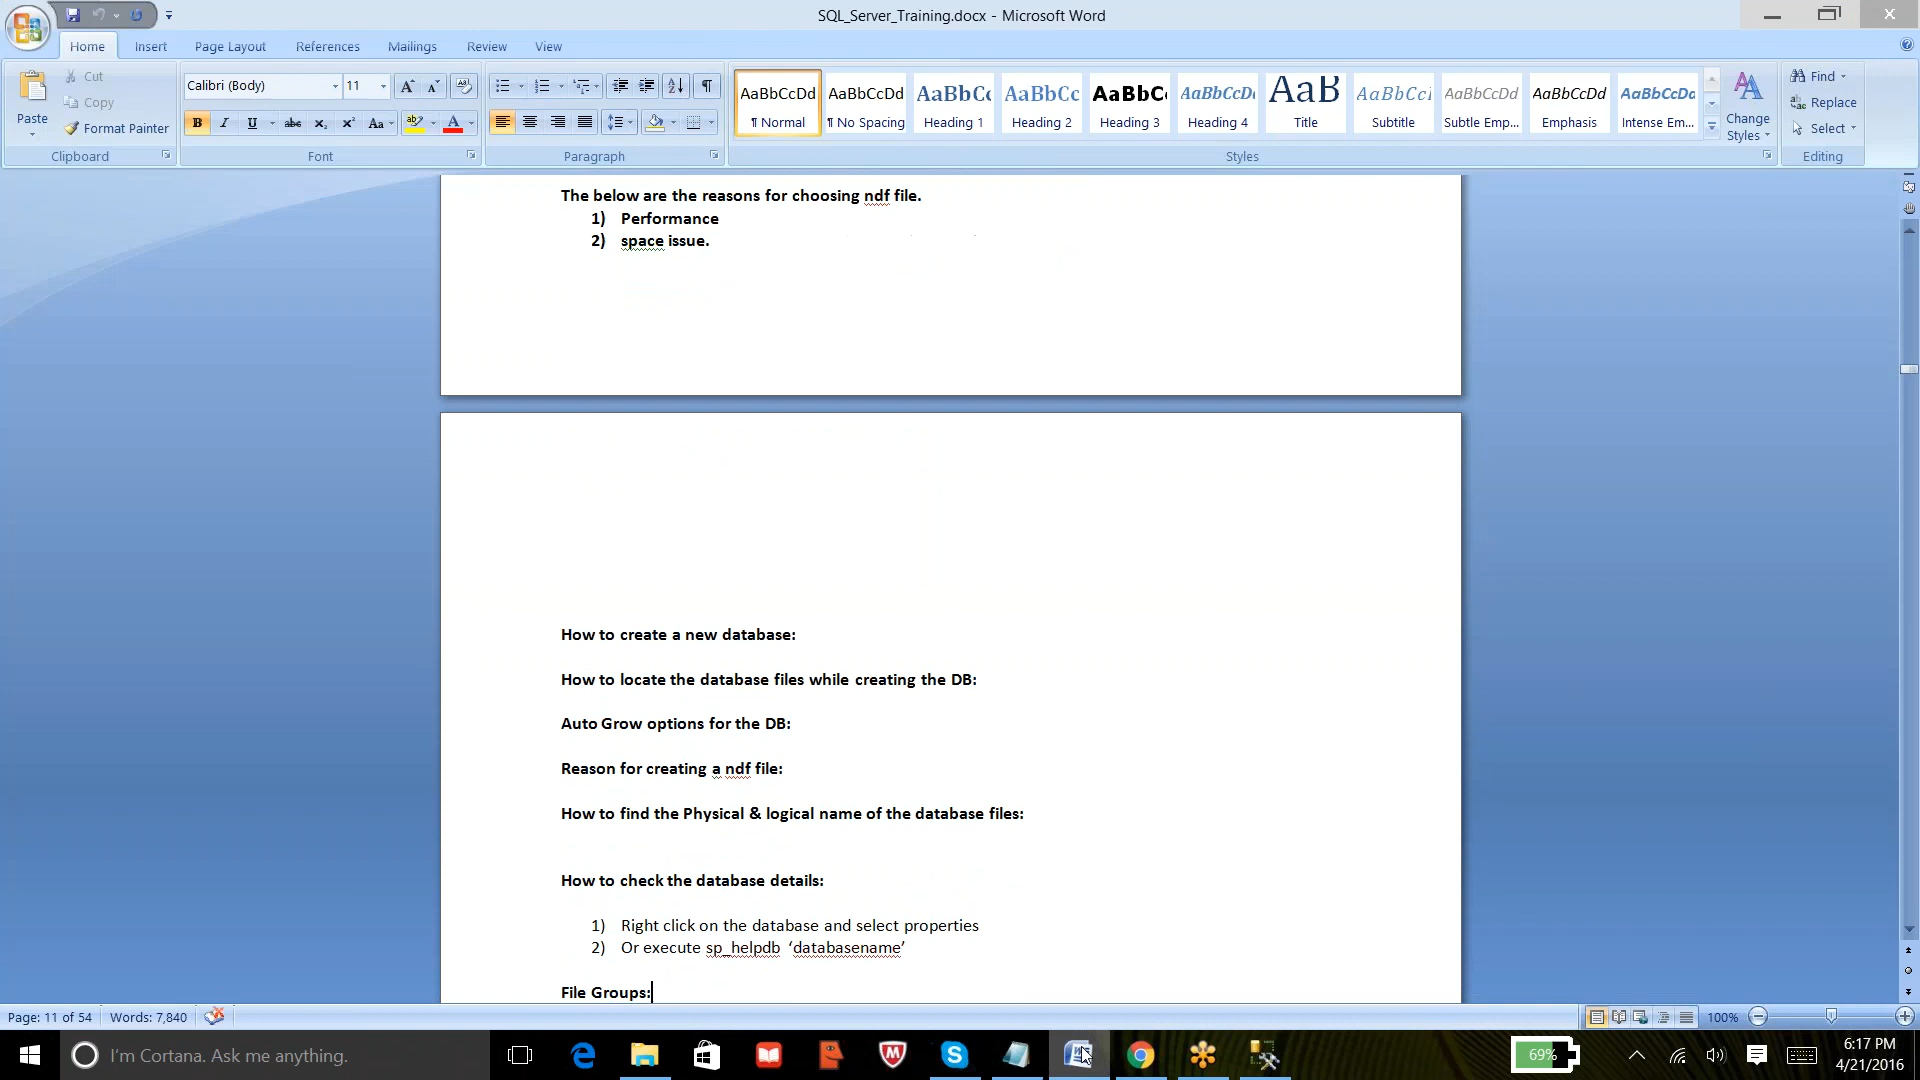 SQL_Server_Training.docx - Microsoft Word
Home Insert Page Layout References Mailings Review View
Paste
Cut
Copy
Format Painter
Clipboard
Calibri (Body) 11
B I U abc x₂ x² Aa ab A
Font
Paragraph
AaBbCcDd AaBbCcDd AaBbCc AaBbCc AaBbCc AaBbCcDd AaB AaBbCcl AaBbCcDd AaBbCcDd AaBbCcDd
¶ Normal ¶ No Spacing Heading 1 Heading 2 Heading 3 Heading 4 Title Subtitle Subtle Emp... Emphasis Intense Em...
Change
Styles
Styles
Find
Replace
Select
Editing
The below are the reasons for choosing ndf file.
1) Performance
2) space issue.
How to create a new database:
How to locate the database files while creating the DB:
Auto Grow options for the DB:
Reason for creating a ndf file:
How to find the Physical & logical name of the database files:
How to check the database details:
1) Right click on the database and select properties
2) Or execute sp_helpdb ‘databasename’
File Groups:
Page: 11 of 54 Words: 7,840 100%
I'm Cortana. Ask me anything.
69%
6:17 PM
4/21/2016